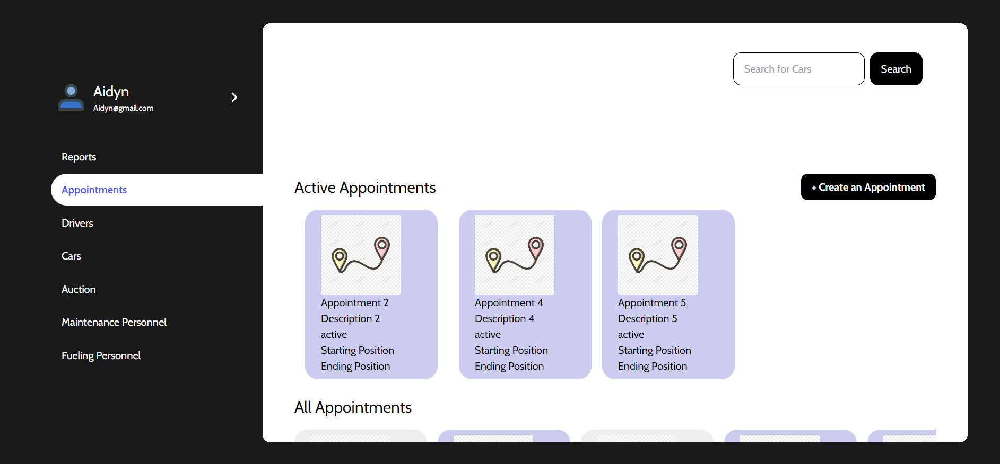 Aidyn
Aidyn@gmail.com
Reports
Appointments
Drivers
Cars
Auction
Maintenance Personnel
Fueling Personnel
Search for Cars
Search
Active Appointments
+ Create an Appointment
Appointment 2
Description 2
active
Starting Position
Ending Position
Appointment 4
Description 4
active
Starting Position
Ending Position
Appointment 5
Description 5
active
Starting Position
Ending Position
All Appointments